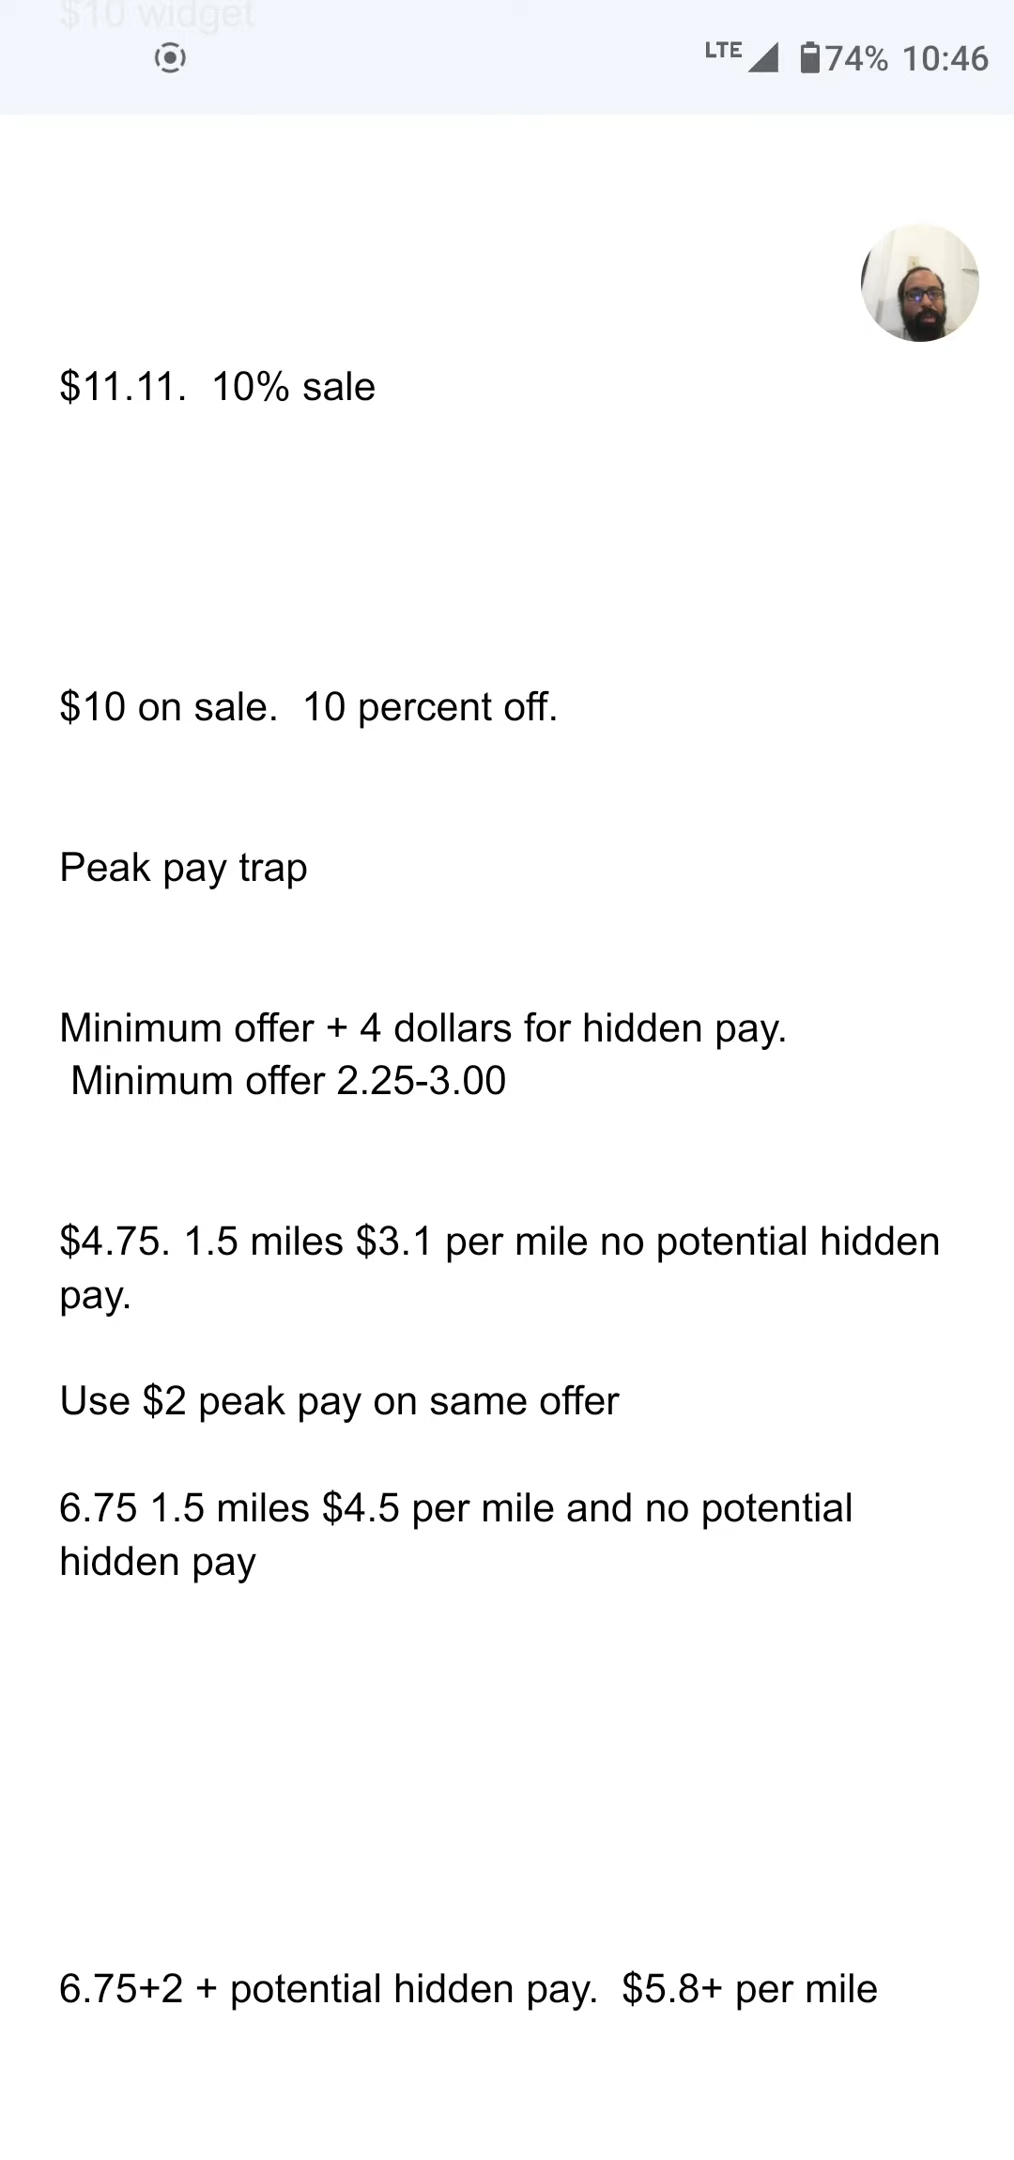 $10 widget
LTE 74% 10:46
$11.11.  10% sale
$10 on sale.  10 percent off.
Peak pay trap
Minimum offer + 4 dollars for hidden pay.
Minimum offer 2.25-3.00
$4.75. 1.5 miles $3.1 per mile no potential hidden
pay.
Use $2 peak pay on same offer
6.75 1.5 miles $4.5 per mile and no potential
hidden pay
6.75+2 + potential hidden pay.  $5.8+ per mile